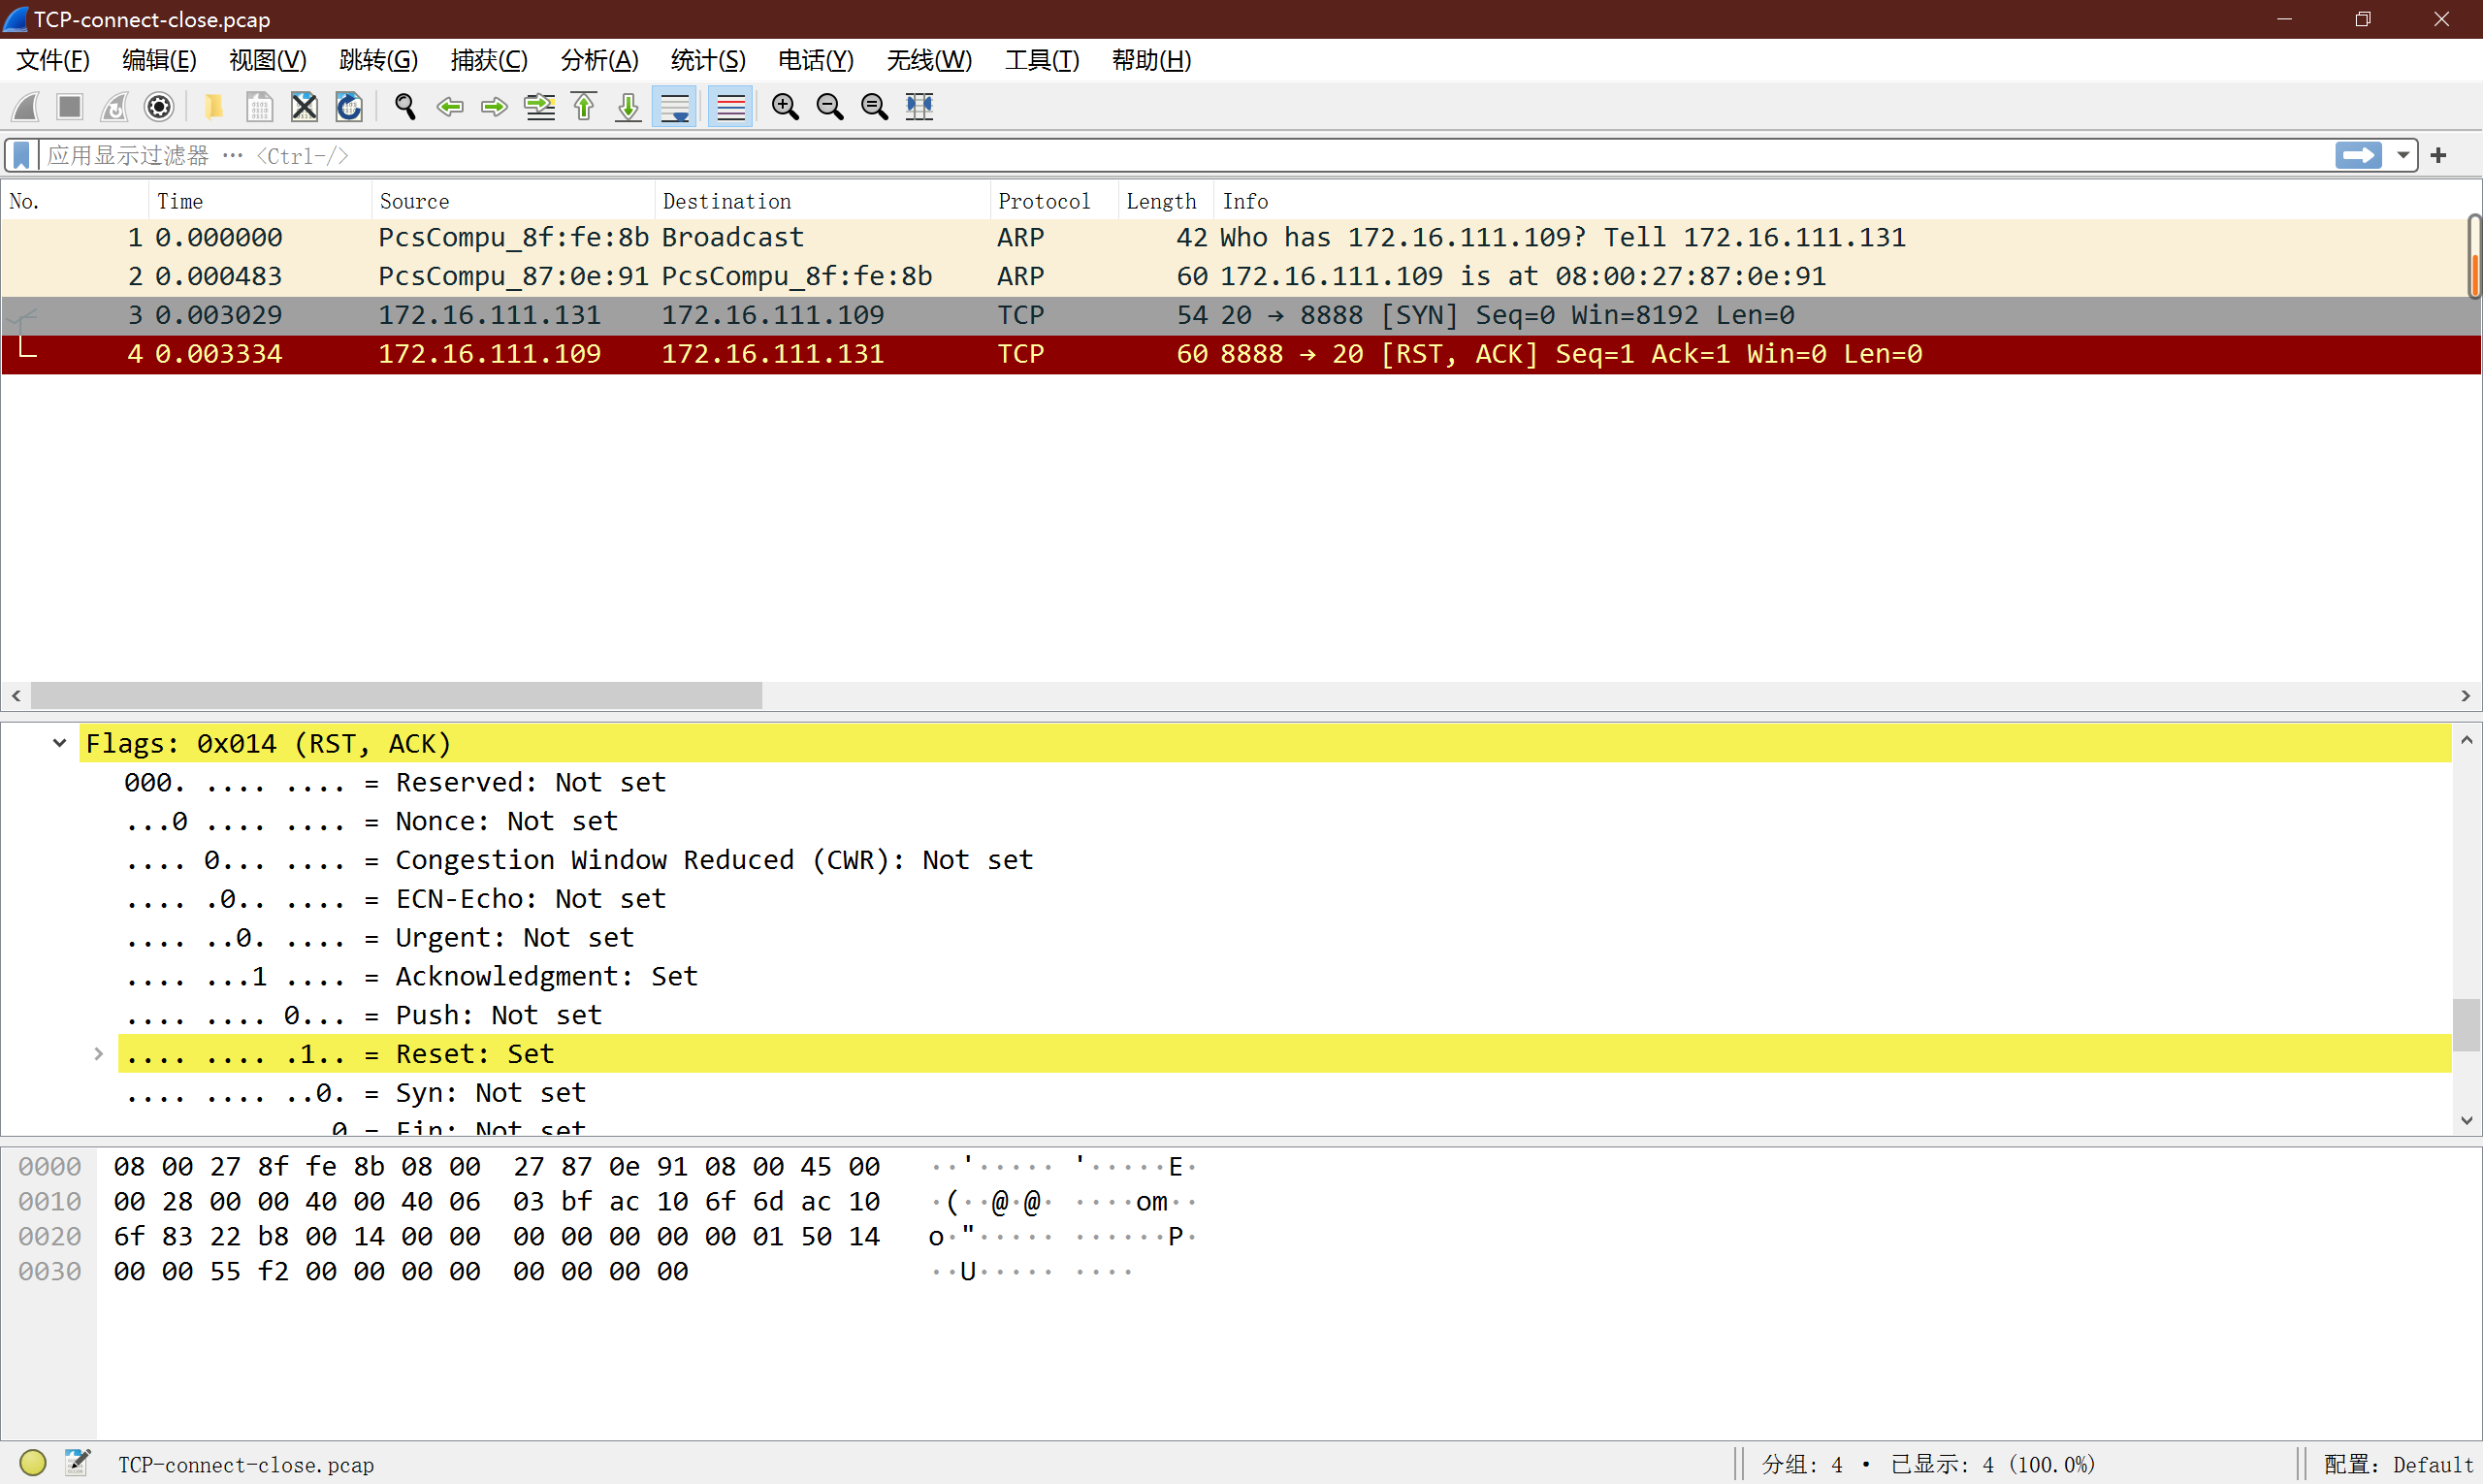 TCP-connect-close.pcap
文件(F) 编辑(E) 视图(V) 跳转(G) 捕获(C) 分析(A) 统计(S) 电话(Y) 无线(W) 工具(T) 帮助(H)
应用显示过滤器 … <Ctrl-/>
No. Time Source Destination Protocol Length Info
1 0.000000 PcsCompu_8f:fe:8b Broadcast ARP 42 Who has 172.16.111.109? Tell 172.16.111.131
2 0.000483 PcsCompu_87:0e:91 PcsCompu_8f:fe:8b ARP 60 172.16.111.109 is at 08:00:27:87:0e:91
3 0.003029 172.16.111.131 172.16.111.109 TCP 54 20 → 8888 [SYN] Seq=0 Win=8192 Len=0
4 0.003334 172.16.111.109 172.16.111.131 TCP 60 8888 → 20 [RST, ACK] Seq=1 Ack=1 Win=0 Len=0
Flags: 0x014 (RST, ACK)
000. .... .... = Reserved: Not set
...0 .... .... = Nonce: Not set
.... 0... .... = Congestion Window Reduced (CWR): Not set
.... .0.. .... = ECN-Echo: Not set
.... ..0. .... = Urgent: Not set
.... ...1 .... = Acknowledgment: Set
.... .... 0... = Push: Not set
.... .... .1.. = Reset: Set
.... .... ..0. = Syn: Not set
0 = Fin: Not set
0000 08 00 27 8f fe 8b 08 00 27 87 0e 91 08 00 45 00 ··'····· '·····E·
0010 00 28 00 00 40 00 40 06 03 bf ac 10 6f 6d ac 10 ·(··@·@· ····om··
0020 6f 83 22 b8 00 14 00 00 00 00 00 00 00 01 50 14 o·"····· ······P·
0030 00 00 55 f2 00 00 00 00 00 00 00 00 ··U····· ····
TCP-connect-close.pcap 分组: 4 · 已显示: 4 (100.0%) 配置: Default